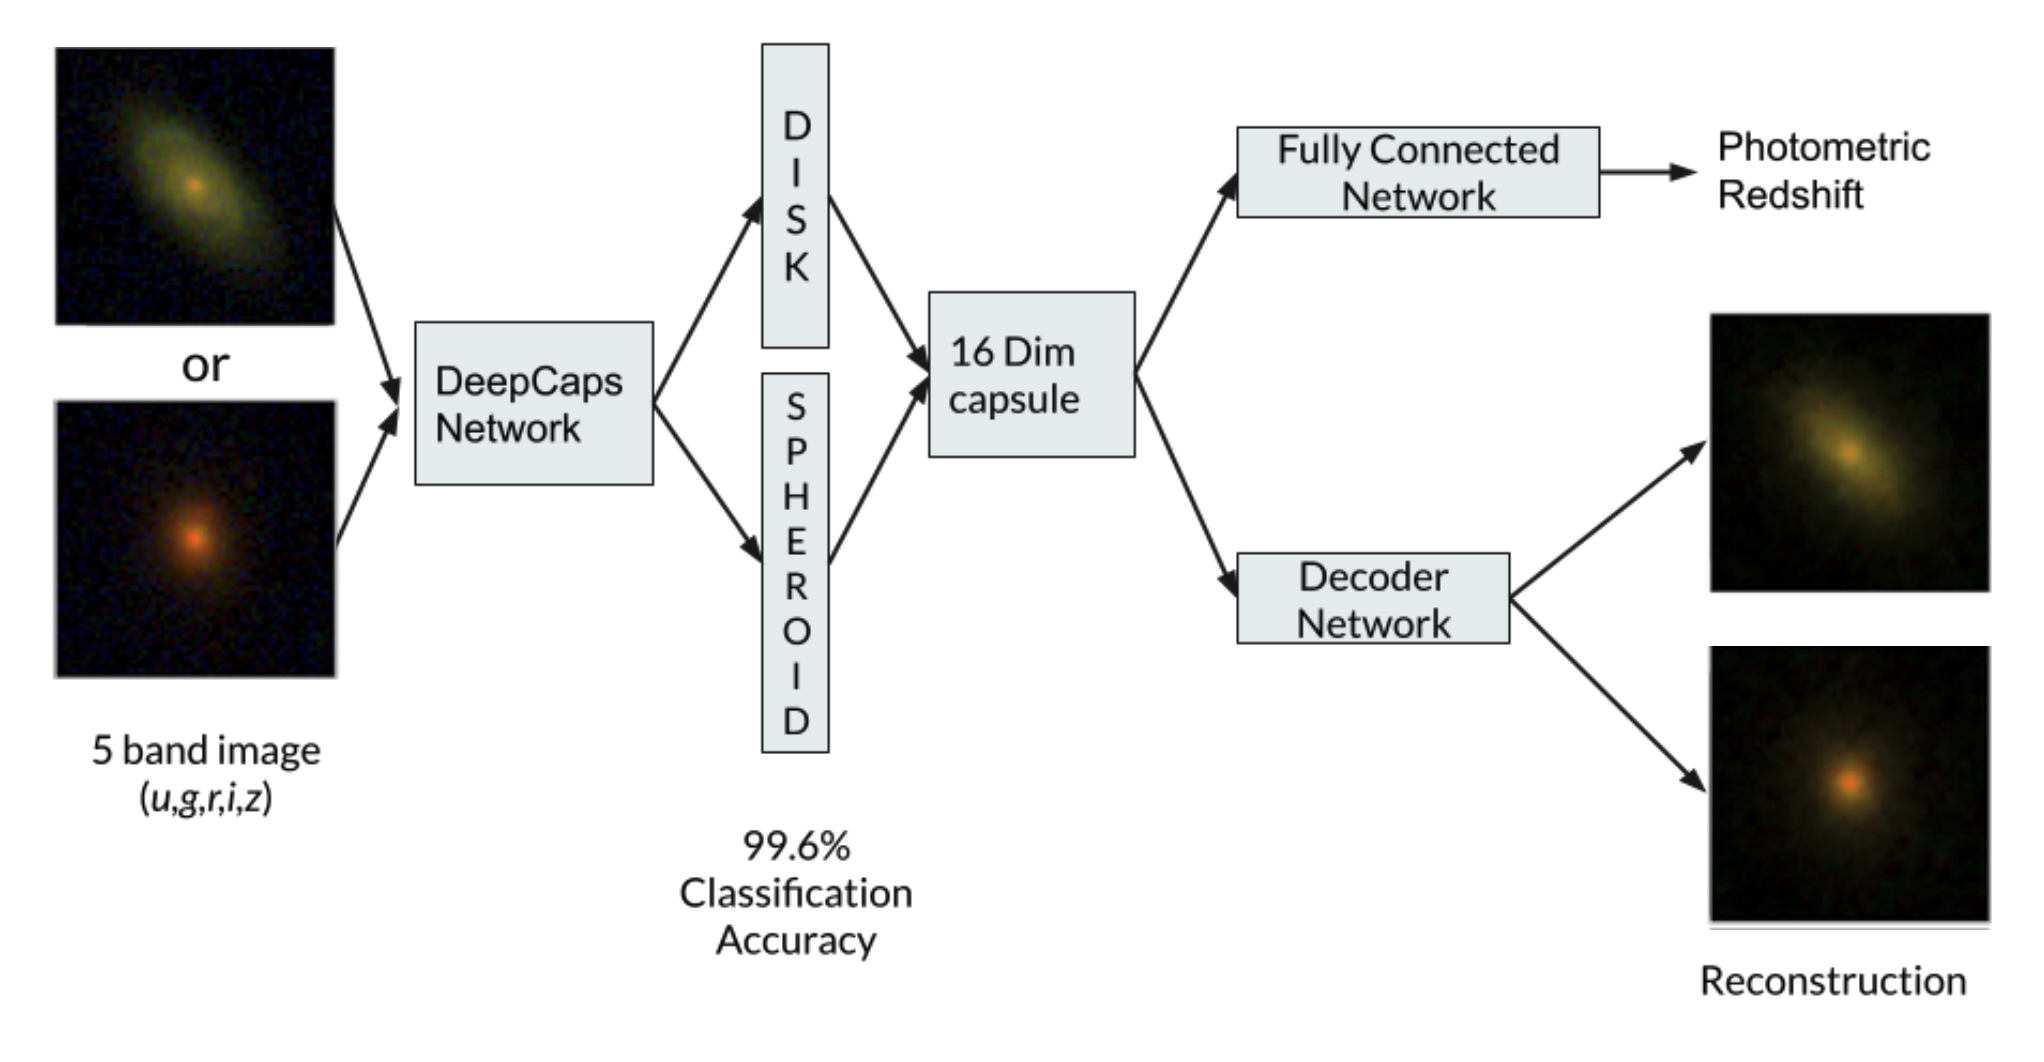 or
5 band image
(u,g,r,i,z)
DeepCaps
Network
D
I
S
K
S
P
H
E
R
O
I
D
99.6%
Classification
Accuracy
16 Dim
capsule
Fully Connected
Network
Photometric
Redshift
Decoder
Network
Reconstruction